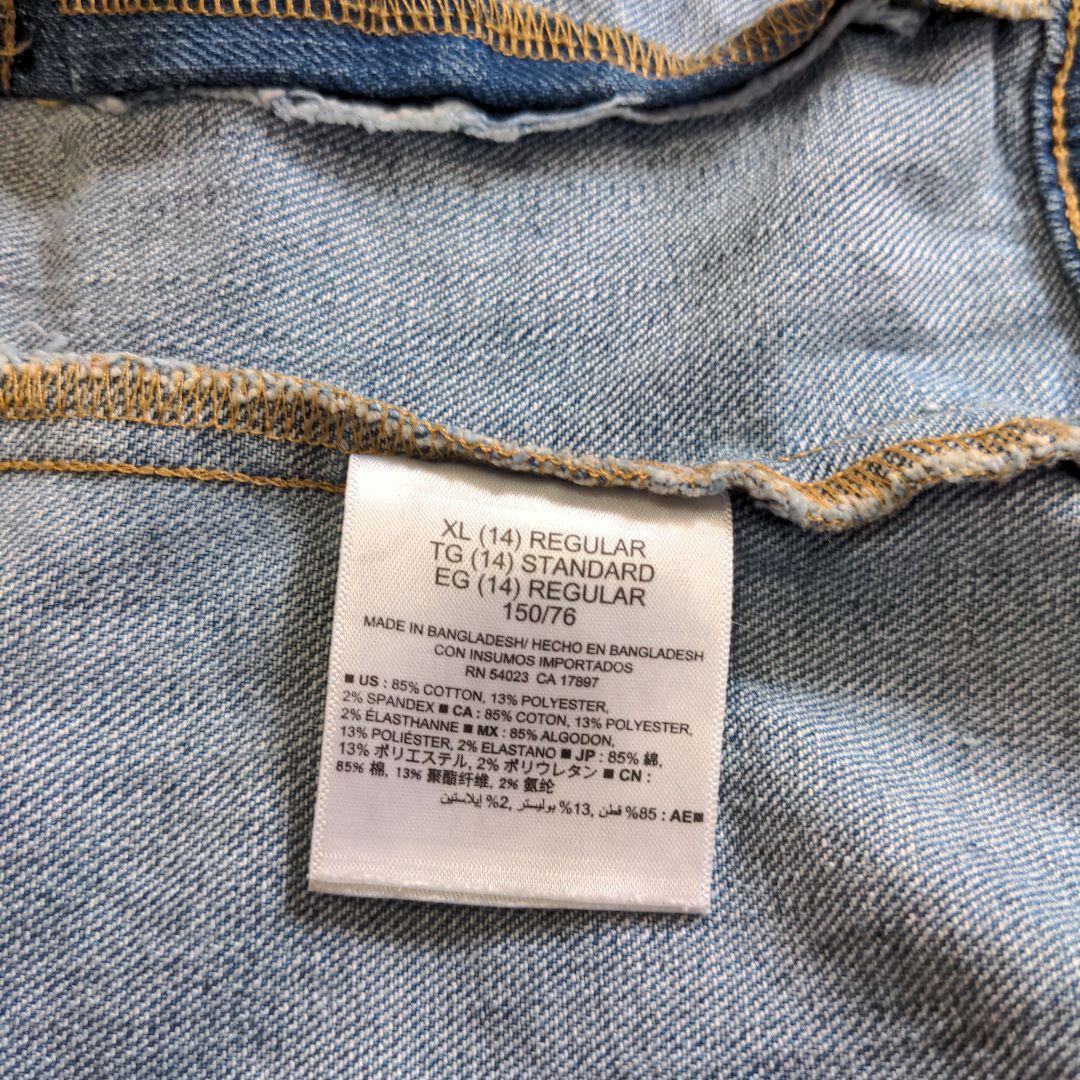 XL (14) REGULAR
TG (14) STANDARD
EG (14) REGULAR
150/76
MADE IN BANGLADESH/ HECHO EN BANGLADESH
CON INSUMOS IMPORTADOS
RN 54023 CA 17897
■ US : 85% COTTON, 13% POLYESTER,
2% SPANDEX ■ CA : 85% COTON, 13% POLYESTER,
2% ÉLASTHANNE ■ MX : 85% ALGODON,
13% POLIÉSTER, 2% ELASTANO ■ JP : 85% 綿,
13% ポリエステル, 2% ポリウレタン ■ CN :
85% 棉, 13% 聚酯纤维, 2% 氨纶
■AE : 85% قطن, 13% بوليستر, 2% إيلاستين